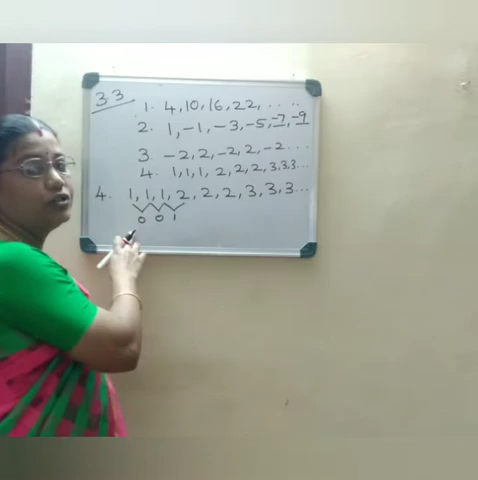 3.3
1. 4, 10, 16, 22, . . . .
2. 1, -1, -3, -5, -7, -9
3. -2, 2, -2, 2, -2 . . . .
4. 1, 1, 1, 2, 2, 2, 3, 3, 3...
4. 1, 1, 1, 2, 2, 2, 3, 3, 3...
0 0 1